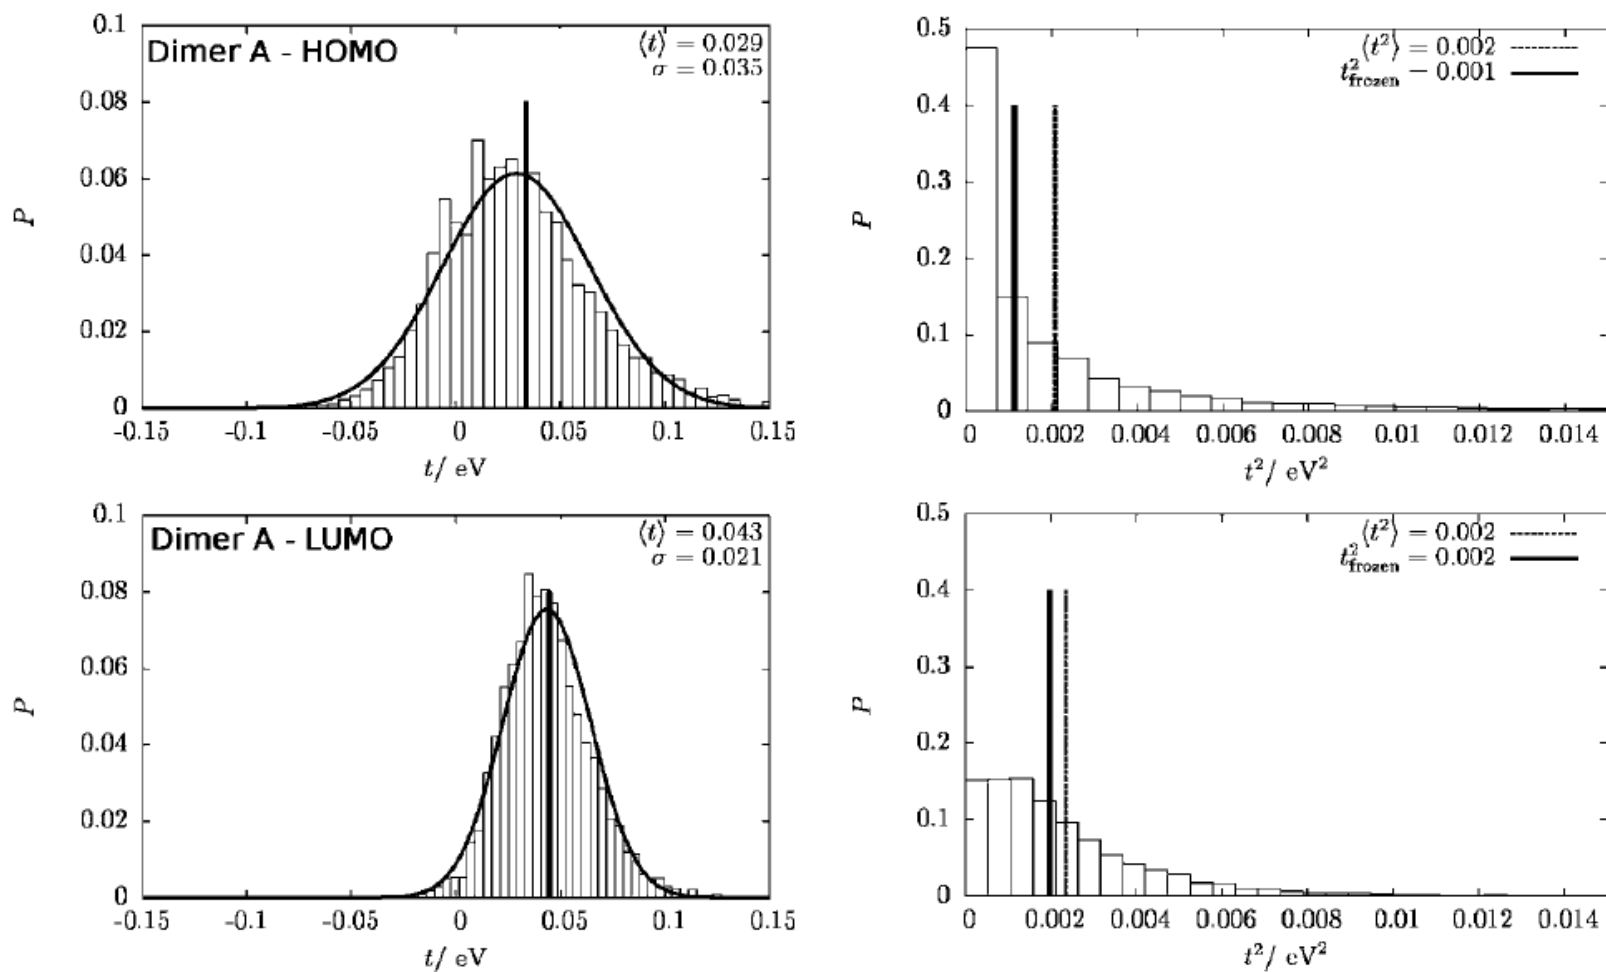 0.1
Dimer A - HOMO
⟨t⟩ = 0.029
σ = 0.035
0.08
0.06
P
0.04
0.02
0
-0.15 -0.1 -0.05 0 0.05 0.1 0.15
t/ eV
0.5
⟨t²⟩ = 0.002
t²frozen = 0.001
0.4
0.3
P
0.2
0.1
0
0 0.002 0.004 0.006 0.008 0.01 0.012 0.014
t²/ eV²
0.1
Dimer A - LUMO
⟨t⟩ = 0.043
σ = 0.021
0.08
0.06
P
0.04
0.02
0
-0.15 -0.1 -0.05 0 0.05 0.1 0.15
t/ eV
0.5
⟨t²⟩ = 0.002
t²frozen = 0.002
0.4
0.3
P
0.2
0.1
0
0 0.002 0.004 0.006 0.008 0.01 0.012 0.014
t²/ eV²